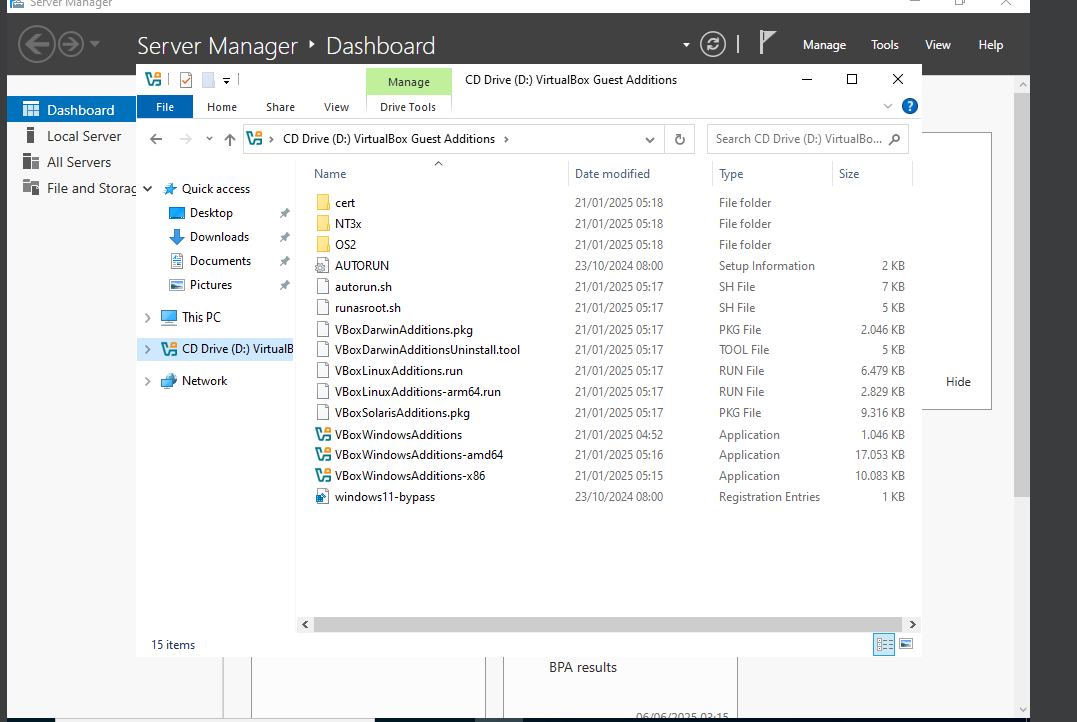 Server Manager
Server Manager ‣ Dashboard
Manage Tools View Help
Manage CD Drive (D:) VirtualBox Guest Additions
File Home Share View Drive Tools
CD Drive (D:) VirtualBox Guest Additions Search CD Drive (D:) VirtualBo...
Dashboard
Local Server
All Servers
File and Storag
Quick access
Desktop
Downloads
Documents
Pictures
This PC
CD Drive (D:) VirtualB
Network
Name Date modified Type Size
cert 21/01/2025 05:18 File folder
NT3x 21/01/2025 05:18 File folder
OS2 21/01/2025 05:18 File folder
AUTORUN 23/10/2024 08:00 Setup Information 2 KB
autorun.sh 21/01/2025 05:17 SH File 7 KB
runasroot.sh 21/01/2025 05:17 SH File 5 KB
VBoxDarwinAdditions.pkg 21/01/2025 05:17 PKG File 2.046 KB
VBoxDarwinAdditionsUninstall.tool 21/01/2025 05:17 TOOL File 5 KB
VBoxLinuxAdditions.run 21/01/2025 05:17 RUN File 6.479 KB
VBoxLinuxAdditions-arm64.run 21/01/2025 05:17 RUN File 2.829 KB
VBoxSolarisAdditions.pkg 21/01/2025 05:17 PKG File 9.316 KB
VBoxWindowsAdditions 21/01/2025 04:52 Application 1.046 KB
VBoxWindowsAdditions-amd64 21/01/2025 05:16 Application 17.053 KB
VBoxWindowsAdditions-x86 21/01/2025 05:15 Application 10.083 KB
windows11-bypass 23/10/2024 08:00 Registration Entries 1 KB
Hide
15 items
BPA results
06/06/2025 03:15